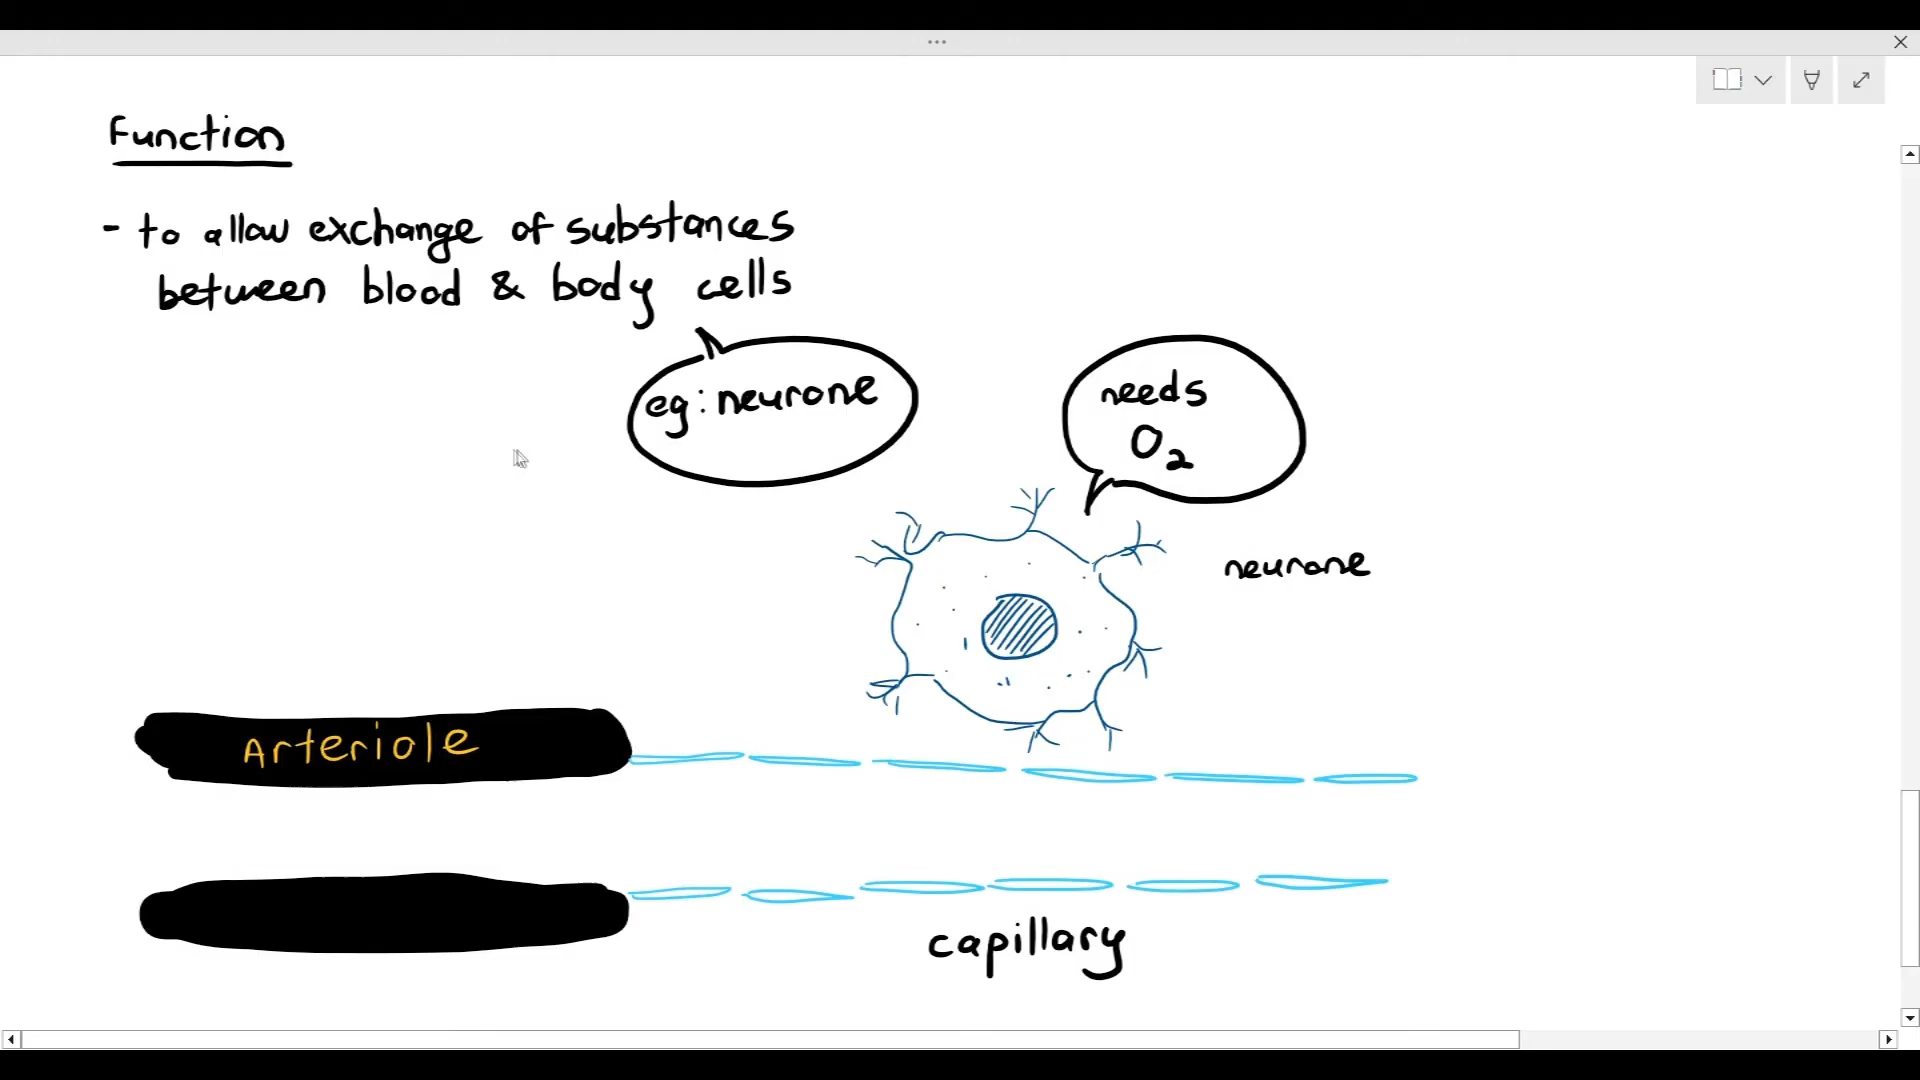 Function
- to allow exchange of substances
between blood & body cells
eg: neurone
needs
O₂
neurone
Arteriole
capillary